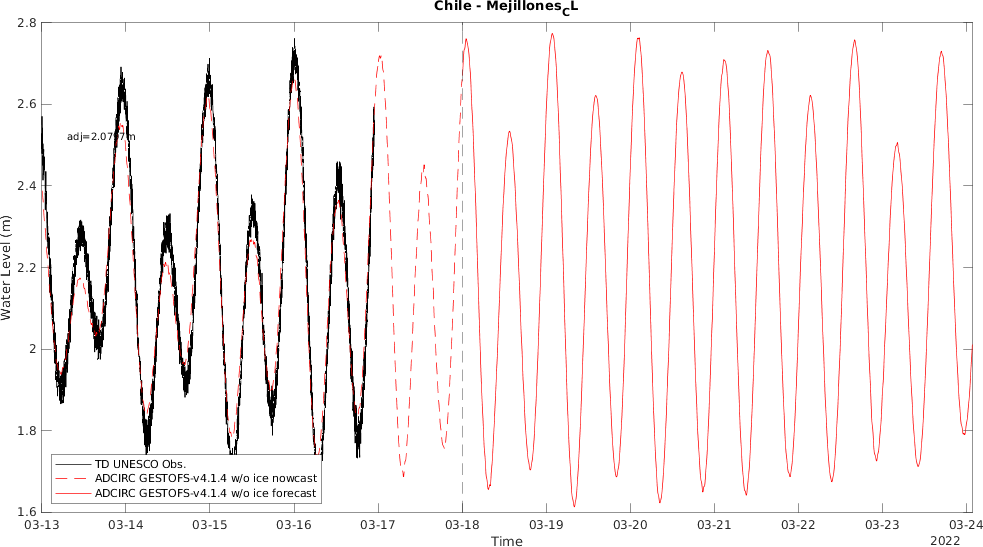 Chile - Mejillones_CL
2.8
2.6
2.4
2.2
2
1.8
1.6
Water Level (m)
adj=2.0797m
TD UNESCO Obs.
ADCIRC GESTOFS-v4.1.4 w/o ice nowcast
ADCIRC GESTOFS-v4.1.4 w/o ice forecast
03-13 03-14 03-15 03-16 03-17 03-18 03-19 03-20 03-21 03-22 03-23 03-24
Time
2022